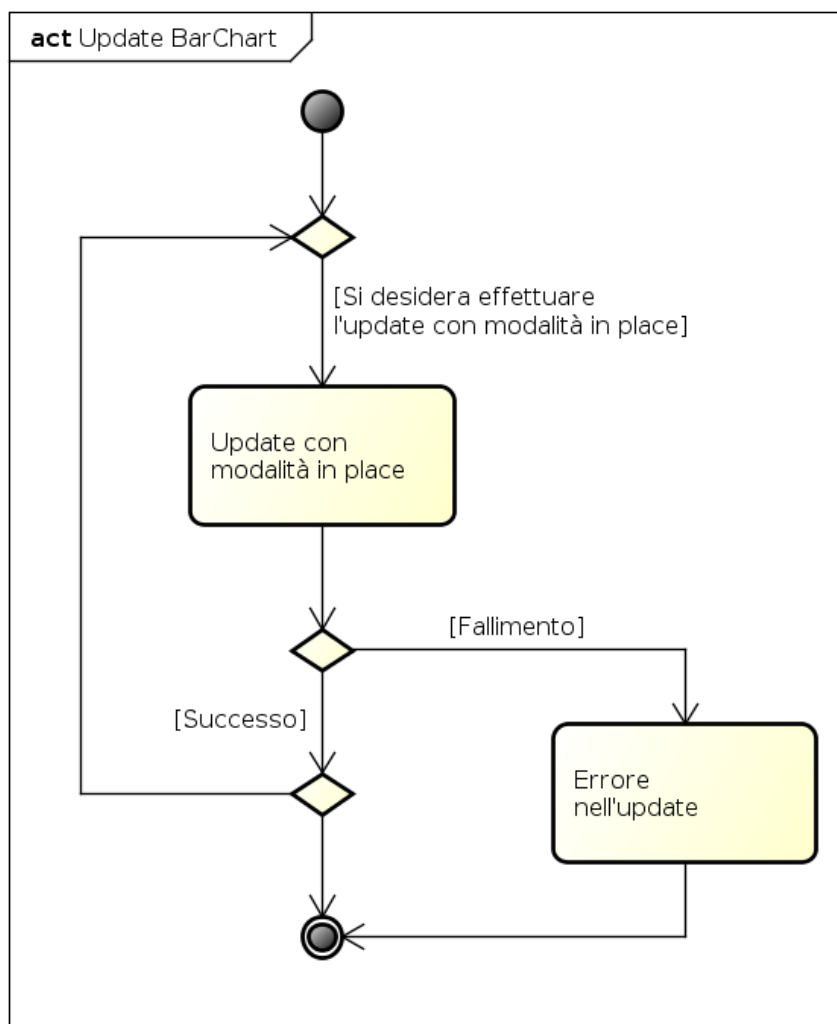 act Update BarChart
[Si desidera effettuare
l'update con modalità in place]
Update con
modalità in place
[Fallimento]
[Successo]
Errore
nell'update